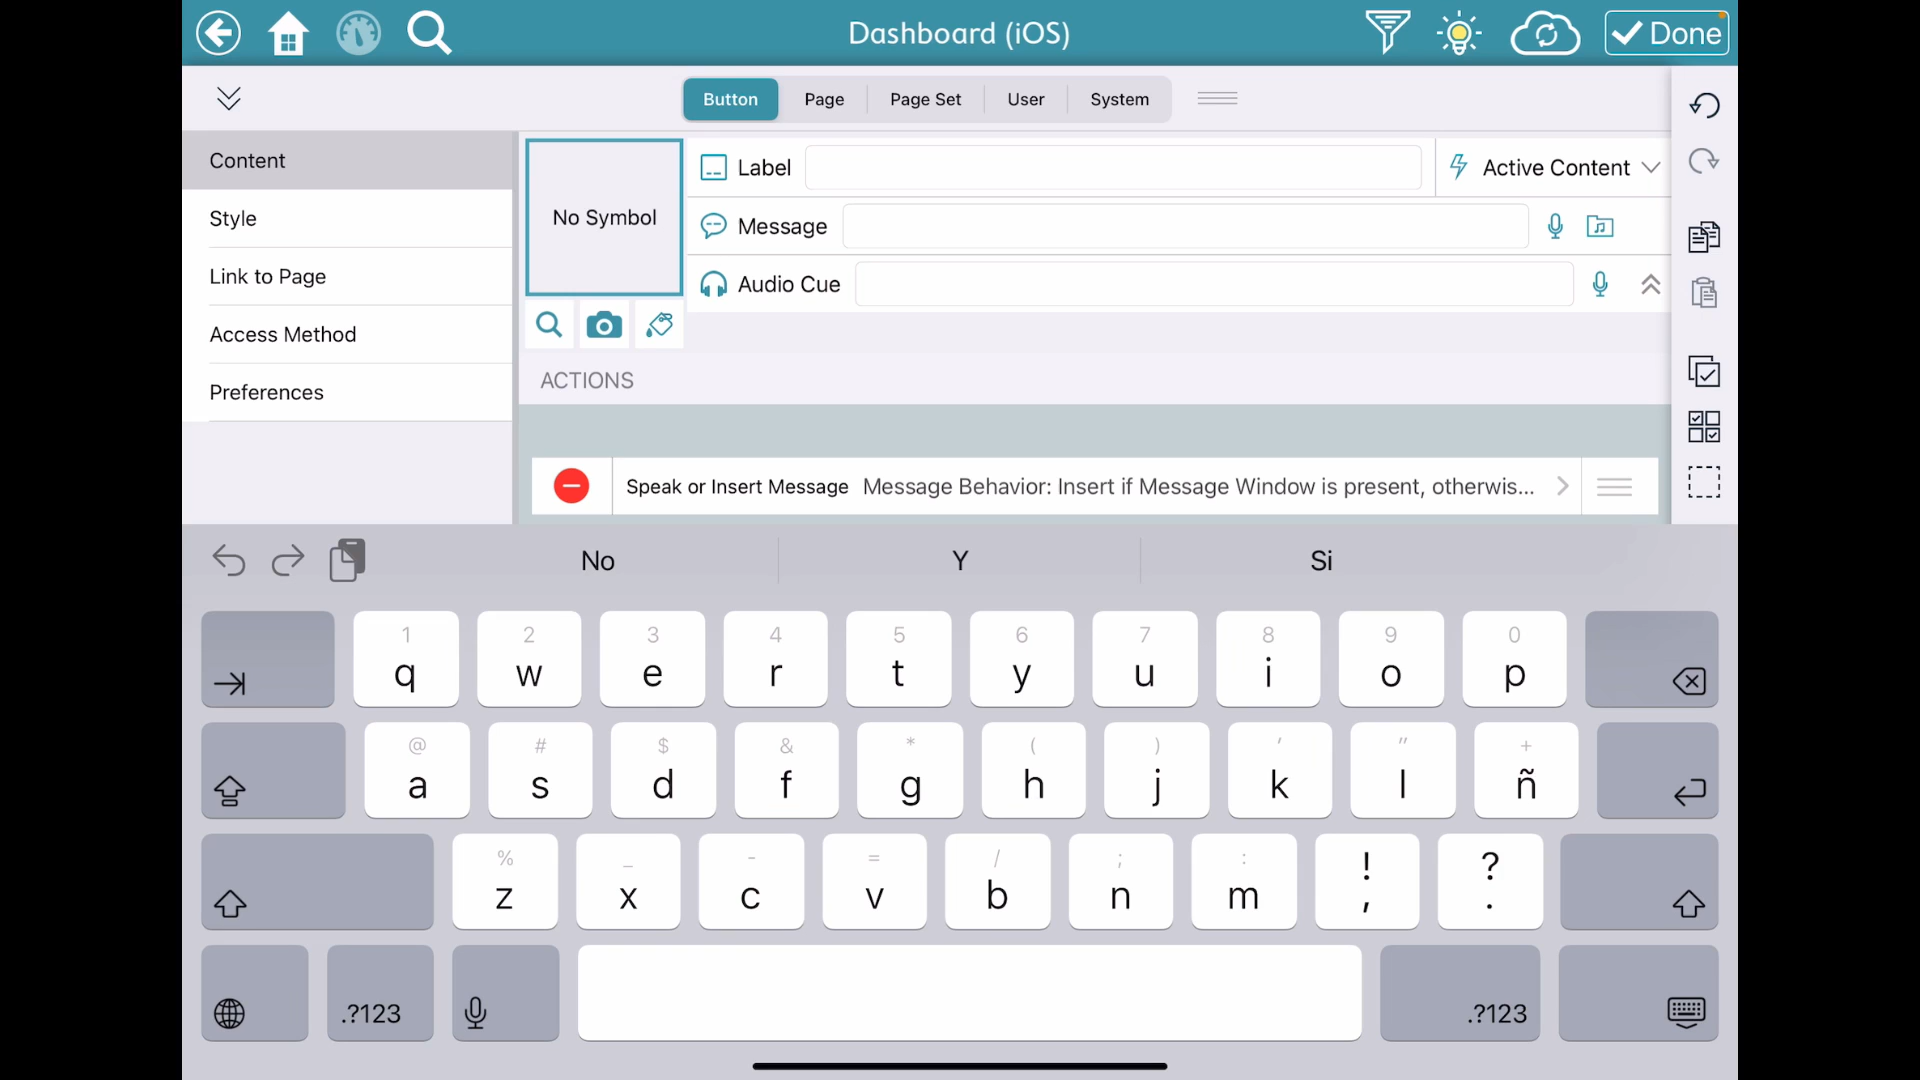 Dashboard (iOS)
Done
Button Page Page Set User System
Content
Style
Link to Page
Access Method
Preferences
No Symbol
Label
Active Content
Message
Audio Cue
ACTIONS
Speak or Insert Message Message Behavior: Insert if Message Window is present, otherwis...
No Y Si
1 2 3 4 5 6 7 8 9 0
q w e r t y u i o p
@ # $ & * ( ) ' " +
a s d f g h j k l ñ
% _ - = / ; : ! ?
z x c v b n m , .
.?123 .?123